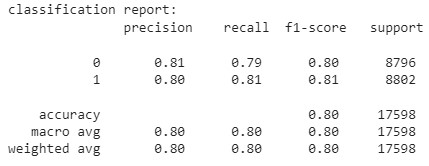 classification report:
precision recall f1-score support
0 0.81 0.79 0.80 8796
1 0.80 0.81 0.81 8802
accuracy 0.80 17598
macro avg 0.80 0.80 0.80 17598
weighted avg 0.80 0.80 0.80 17598